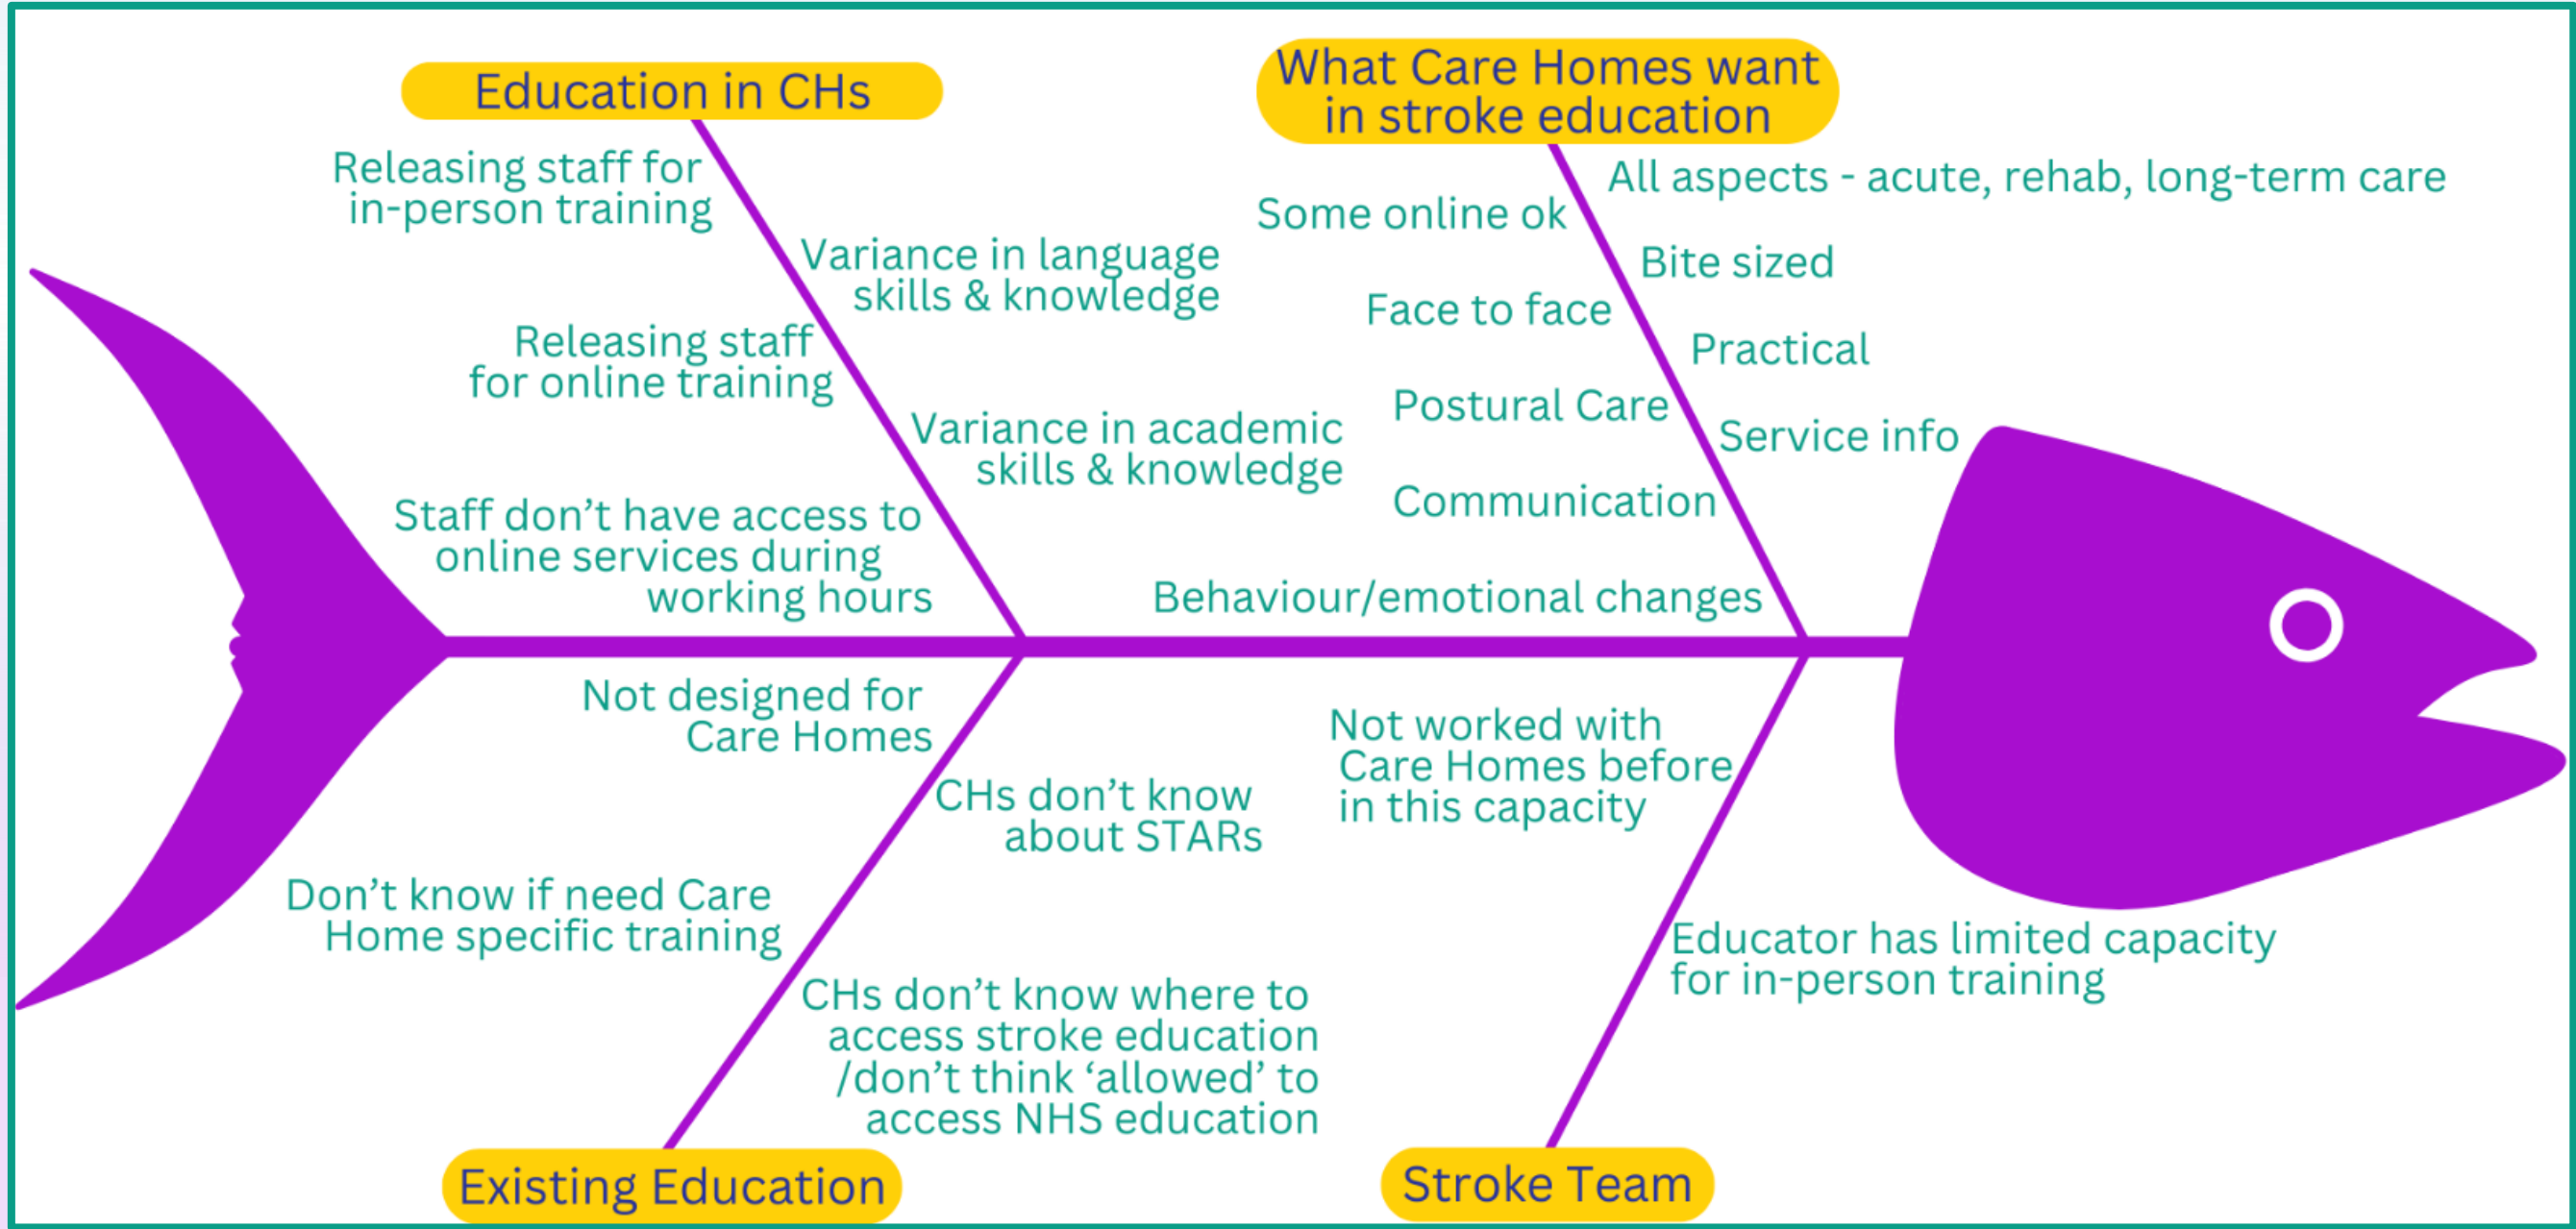 Education in CHs
Releasing staff for
in-person training
Variance in language
skills & knowledge
Releasing staff
for online training
Variance in academic
skills & knowledge
Staff don’t have access to
online services during
working hours
What Care Homes want
in stroke education
All aspects - acute, rehab, long-term care
Some online ok
Bite sized
Face to face
Practical
Postural Care
Service info
Communication
Behaviour/emotional changes
Not designed for
Care Homes
CHs don’t know
about STARs
Don’t know if need Care
Home specific training
CHs don’t know where to
access stroke education
/don’t think ‘allowed’ to
access NHS education
Existing Education
Not worked with
Care Homes before
in this capacity
Educator has limited capacity
for in-person training
Stroke Team